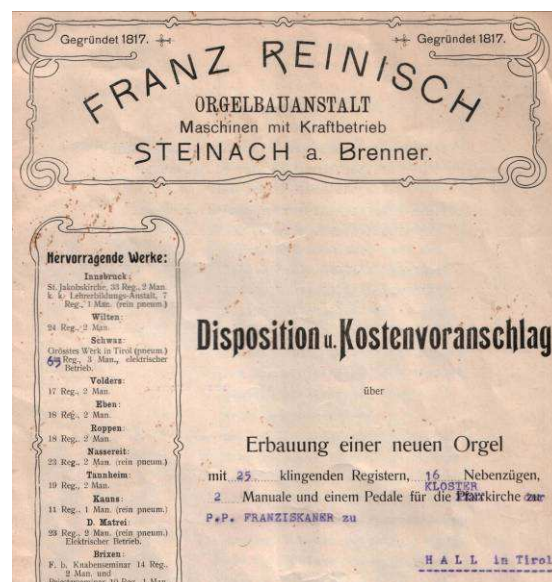 Gegründet 1817.
Gegründet 1817.
FRANZ REINISCH
ORGELBAUANSTALT
Maschinen mit Kraftbetrieb
STEINACH a. Brenner.
Hervorragende Werke:
Innsbruck:
St. Jakobskirche, 33 Reg., 2 Man.
k. k. Lehrerbildungs-Anstalt, 7
Reg., 1 Man. (rein pneum.)
Wilten:
24 Reg., 2 Man.
Schwaz:
Grösstes Werk in Tirol (pneum.)
65 Reg., 3 Man., elektrischer
Betrieb.
Volders:
17 Reg., 2 Man.
Eben:
18 Reg., 2 Man.
Roppen:
18 Reg., 2 Man.
Nassereit:
23 Reg., 2 Man. (rein pneum.)
Tannheim:
19 Reg., 2 Man.
Kauns:
11 Reg., 1 Man. (rein pneum.)
D. Matrei:
23 Reg., 2 Man. (rein pneum.)
Elektrischer Betrieb.
Brixen:
F. b. Knabenseminar 14 Reg.,
2 Man. und
Priesterseminar 10 Reg., 1 Man.
Disposition u. Kostenvoranschlag
über
Erbauung einer neuen Orgel
mit 25 klingenden Registern, 16 Nebenzügen,
KLOSTER
2 Manuale und einem Pedale für die Pfarrkirche zur
P.P. FRANZISKANER zu
HALL in Tirol